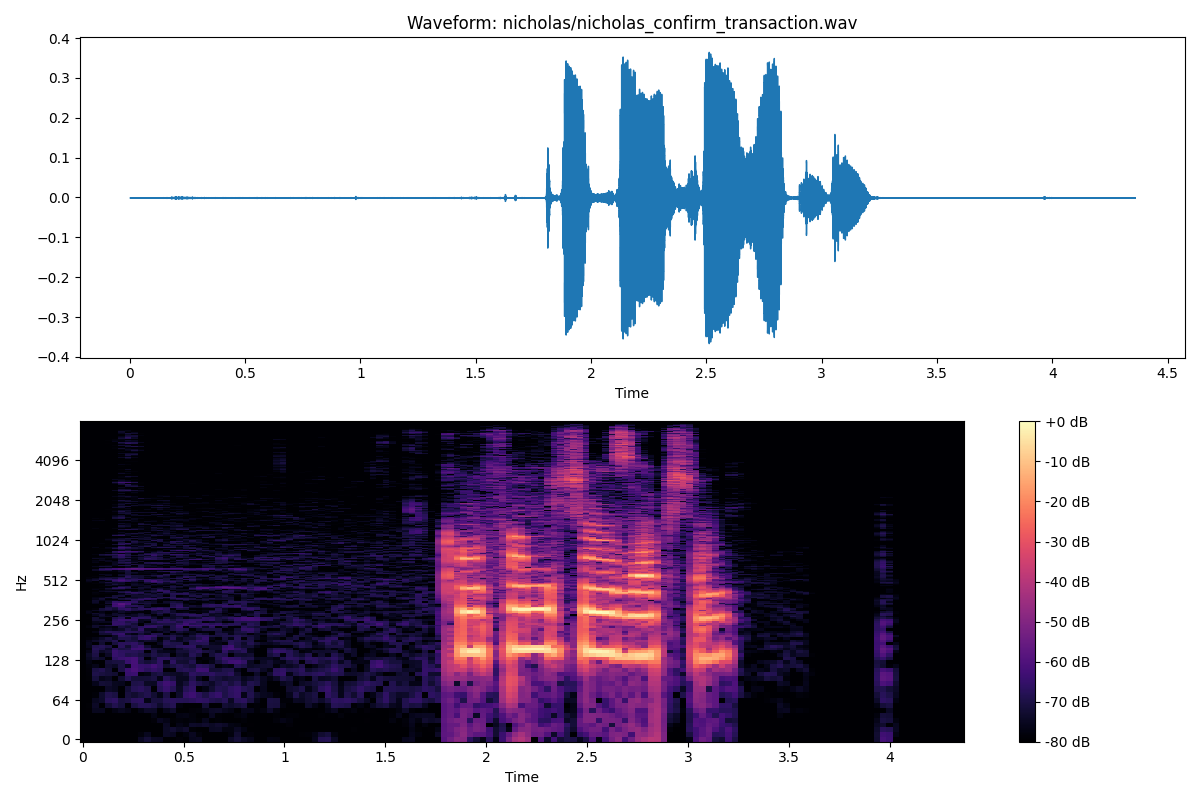 Waveform: nicholas/nicholas_confirm_transaction.wav
0.4
0.3
0.2
0.1
0.0
−0.1
−0.2
−0.3
−0.4
0 0.5 1 1.5 2 2.5 3 3.5 4 4.5
Time
Hz
4096
2048
1024
512
256
128
64
0
0 0.5 1 1.5 2 2.5 3 3.5 4
Time
+0 dB
-10 dB
-20 dB
-30 dB
-40 dB
-50 dB
-60 dB
-70 dB
-80 dB